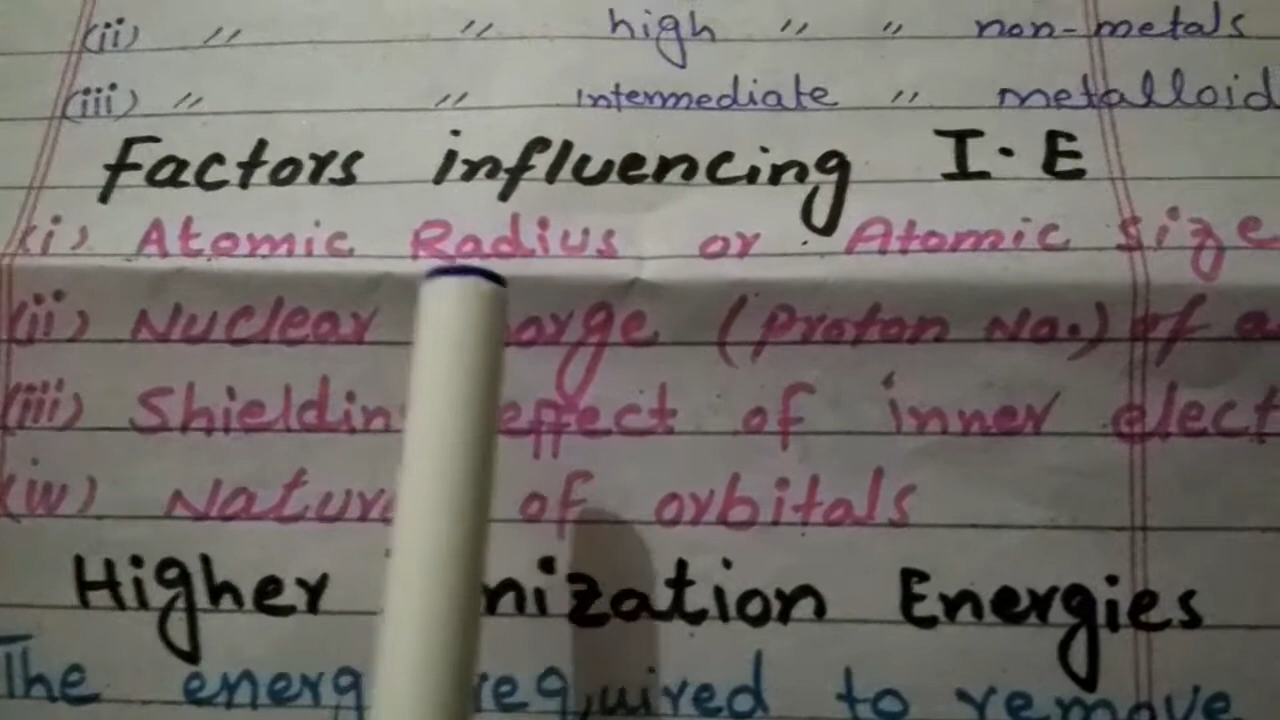 (ii) " " high " " non-metals
(iii) " " intermediate " metalloid
Factors influencing I.E
(i) Atomic Radius or Atomic size
(ii) Nuclear arge (Proton No.) of a
(iii) Shieldin effect of inner elect
(iv) Natur of orbitals
Higher nization Energies
The energ required to remove